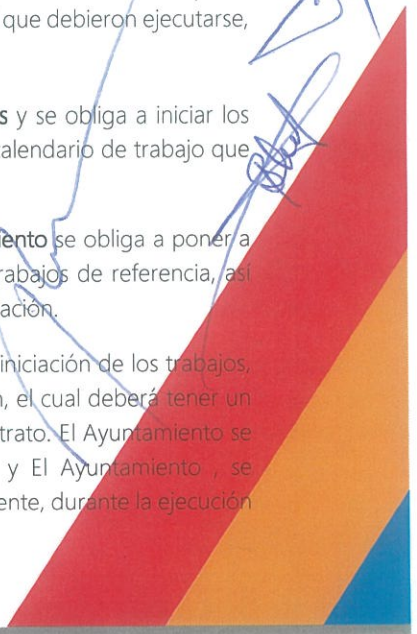 que debieron ejecutarse,
s y se obliga a iniciar los
calendario de trabajo que
iento se obliga a poner a
rabajos de referencia, así
ación.
iniciación de los trabajos,
n, el cual deberá tener un
trato. El Ayuntamiento se
y El Ayuntamiento , se
ente, durante la ejecución